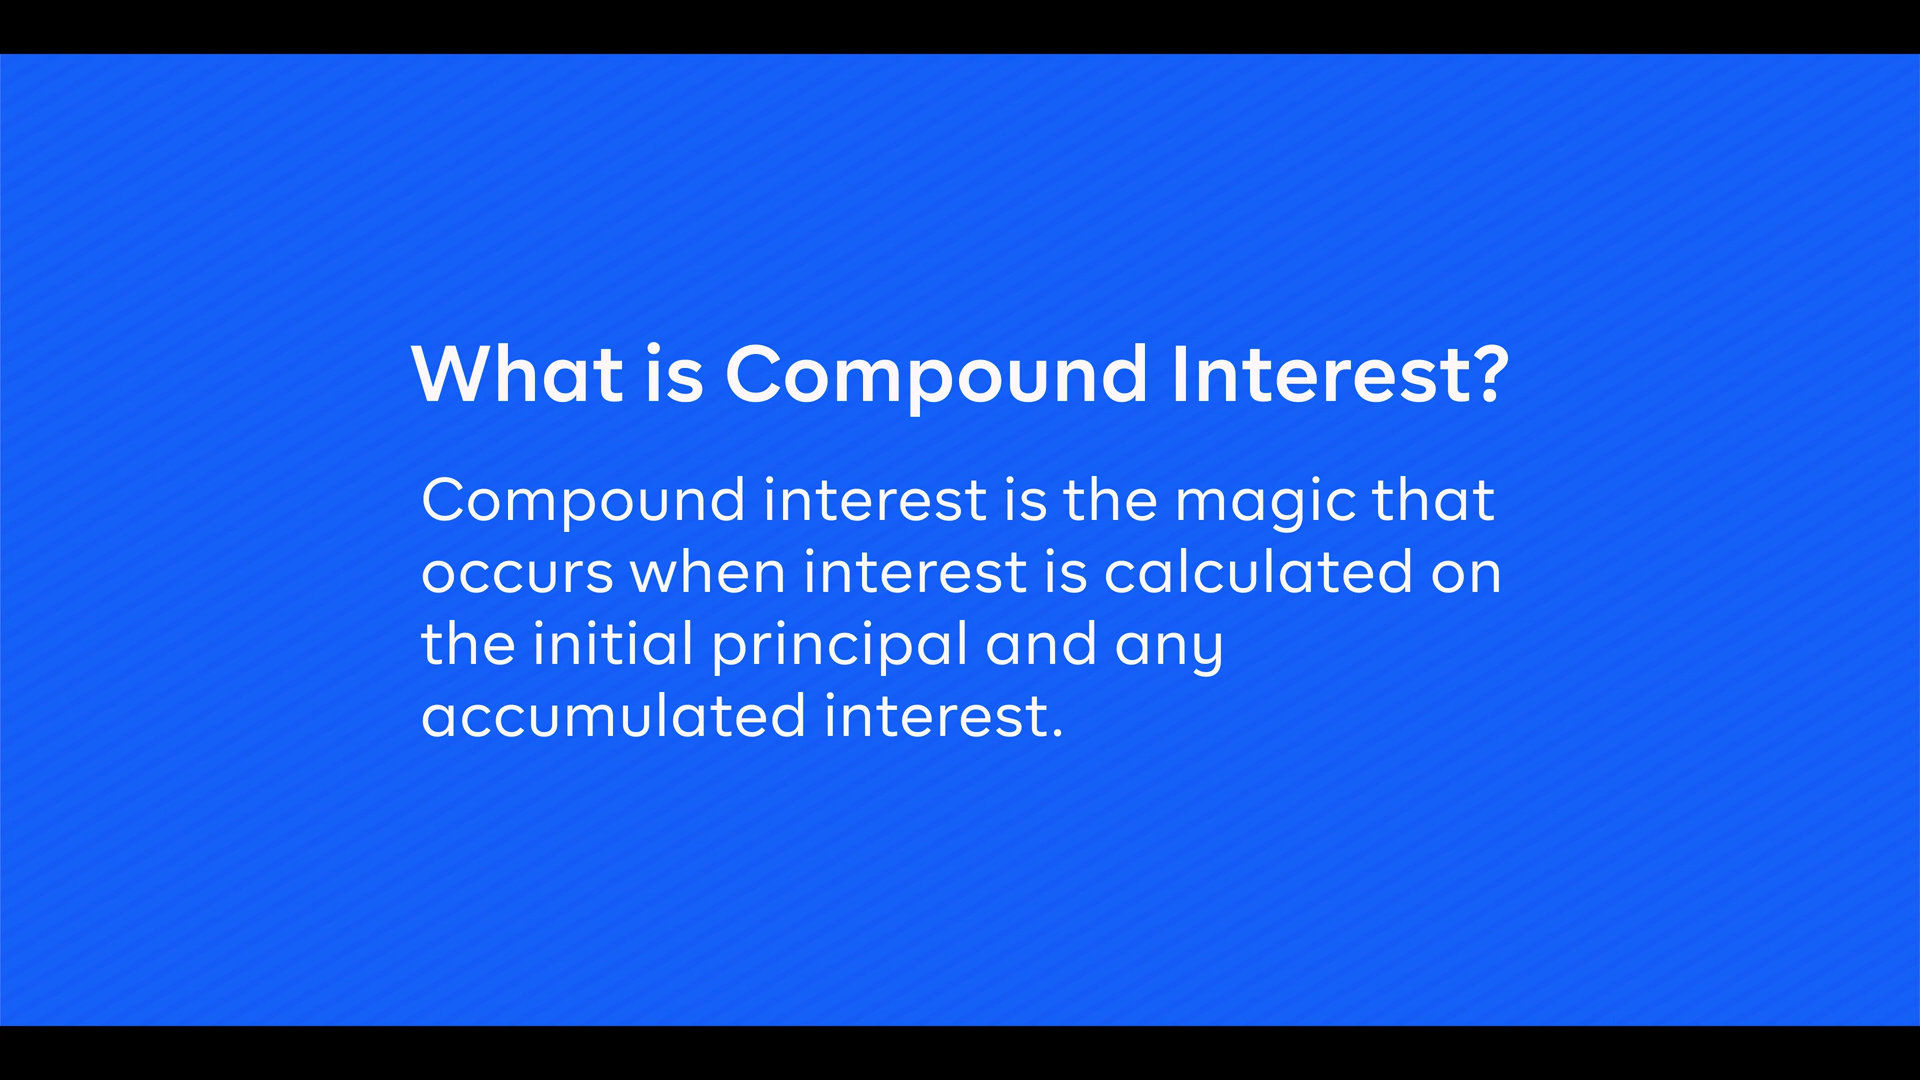 What is Compound Interest?
Compound interest is the magic that
occurs when interest is calculated on
the initial principal and any
accumulated interest.